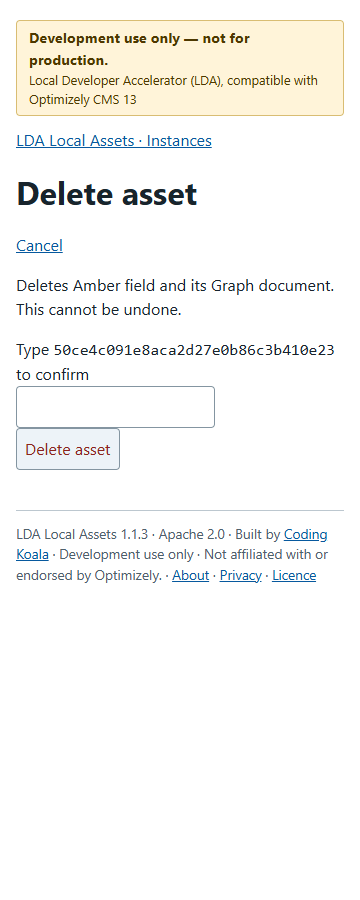 Development use only — not for
production.
Local Developer Accelerator (LDA), compatible with
Optimizely CMS 13
LDA Local Assets · Instances
Delete asset
Cancel
Deletes Amber field and its Graph document.
This cannot be undone.
Type 50ce4c091e8aca2d27e0b86c3b410e23
to confirm
Delete asset
LDA Local Assets 1.1.3 · Apache 2.0 · Built by Coding
Koala · Development use only · Not affiliated with or
endorsed by Optimizely. · About · Privacy · Licence